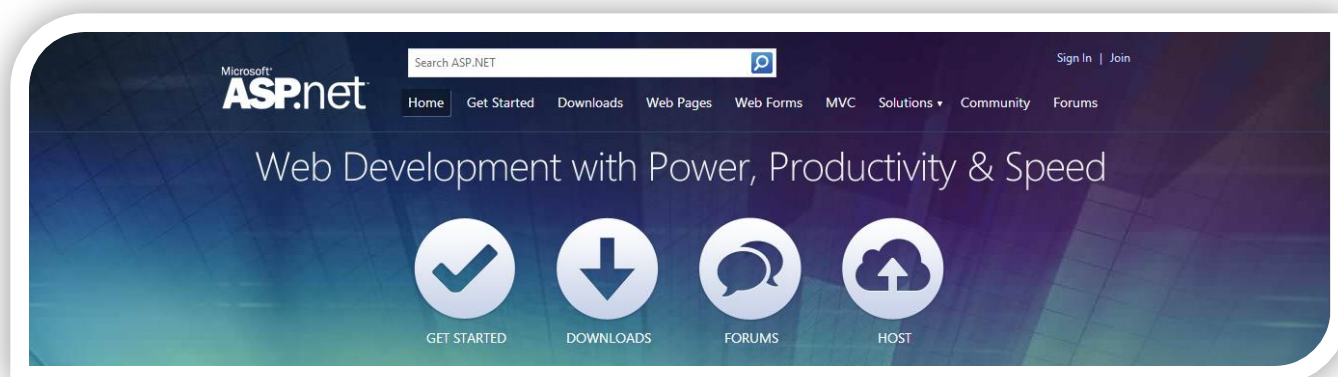 Search ASP.NET
Sign In | Join
Microsoft®
ASP.net™
Home Get Started Downloads Web Pages Web Forms MVC Solutions ▾ Community Forums
Web Development with Power, Productivity & Speed
GET STARTED DOWNLOADS FORUMS HOST